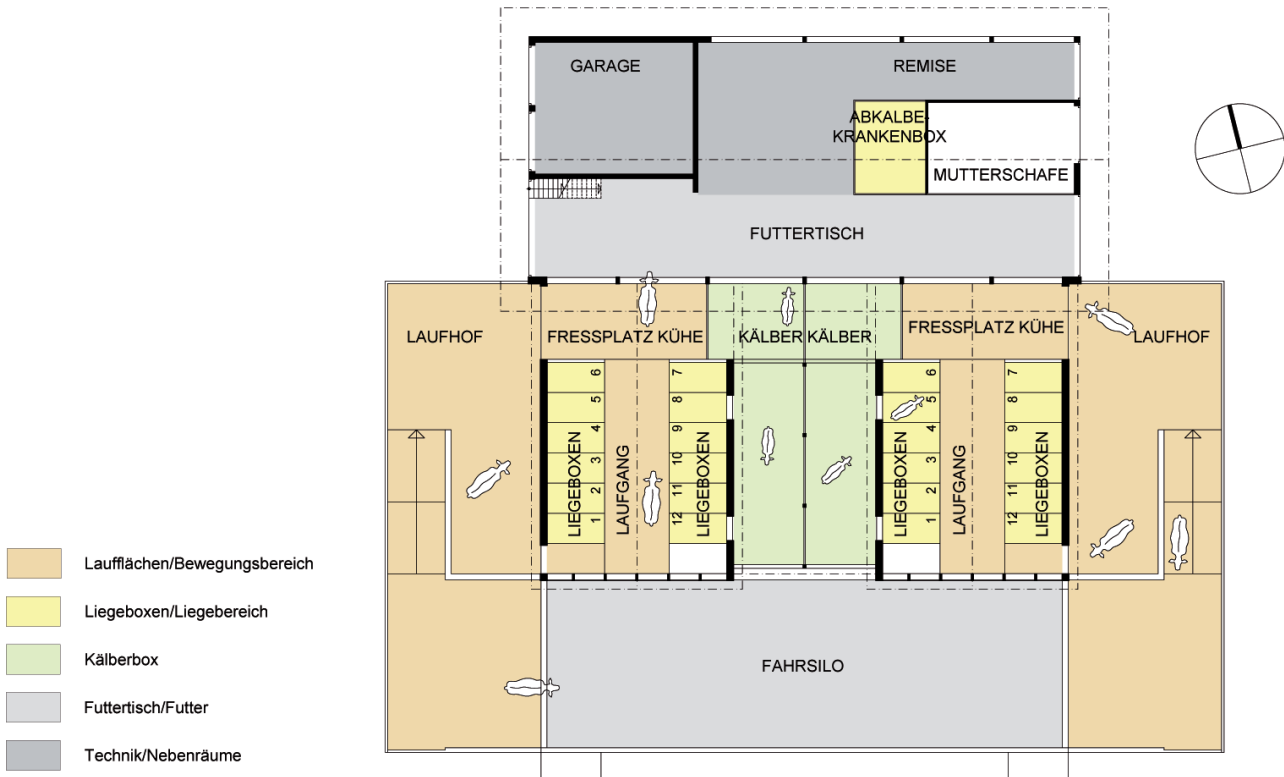 GARAGE
REMISE
ABKALBE-
KRANKENBOX
MUTTERSCHAFE
FUTTERTISCH
LAUFHOF
FRESSPLATZ KÜHE
KÄLBER KÄLBER
FRESSPLATZ KÜHE
LAUFHOF
6
5
4
3
2
1
LIEGEBOXEN
LAUFGANG
7
8
9
10
11
12
LIEGEBOXEN
6
5
4
3
2
1
LIEGEBOXEN
LAUFGANG
7
8
9
10
11
12
LIEGEBOXEN
FAHRSILO
Laufflächen/Bewegungsbereich
Liegeboxen/Liegebereich
Kälberbox
Futtertisch/Futter
Technik/Nebenräume